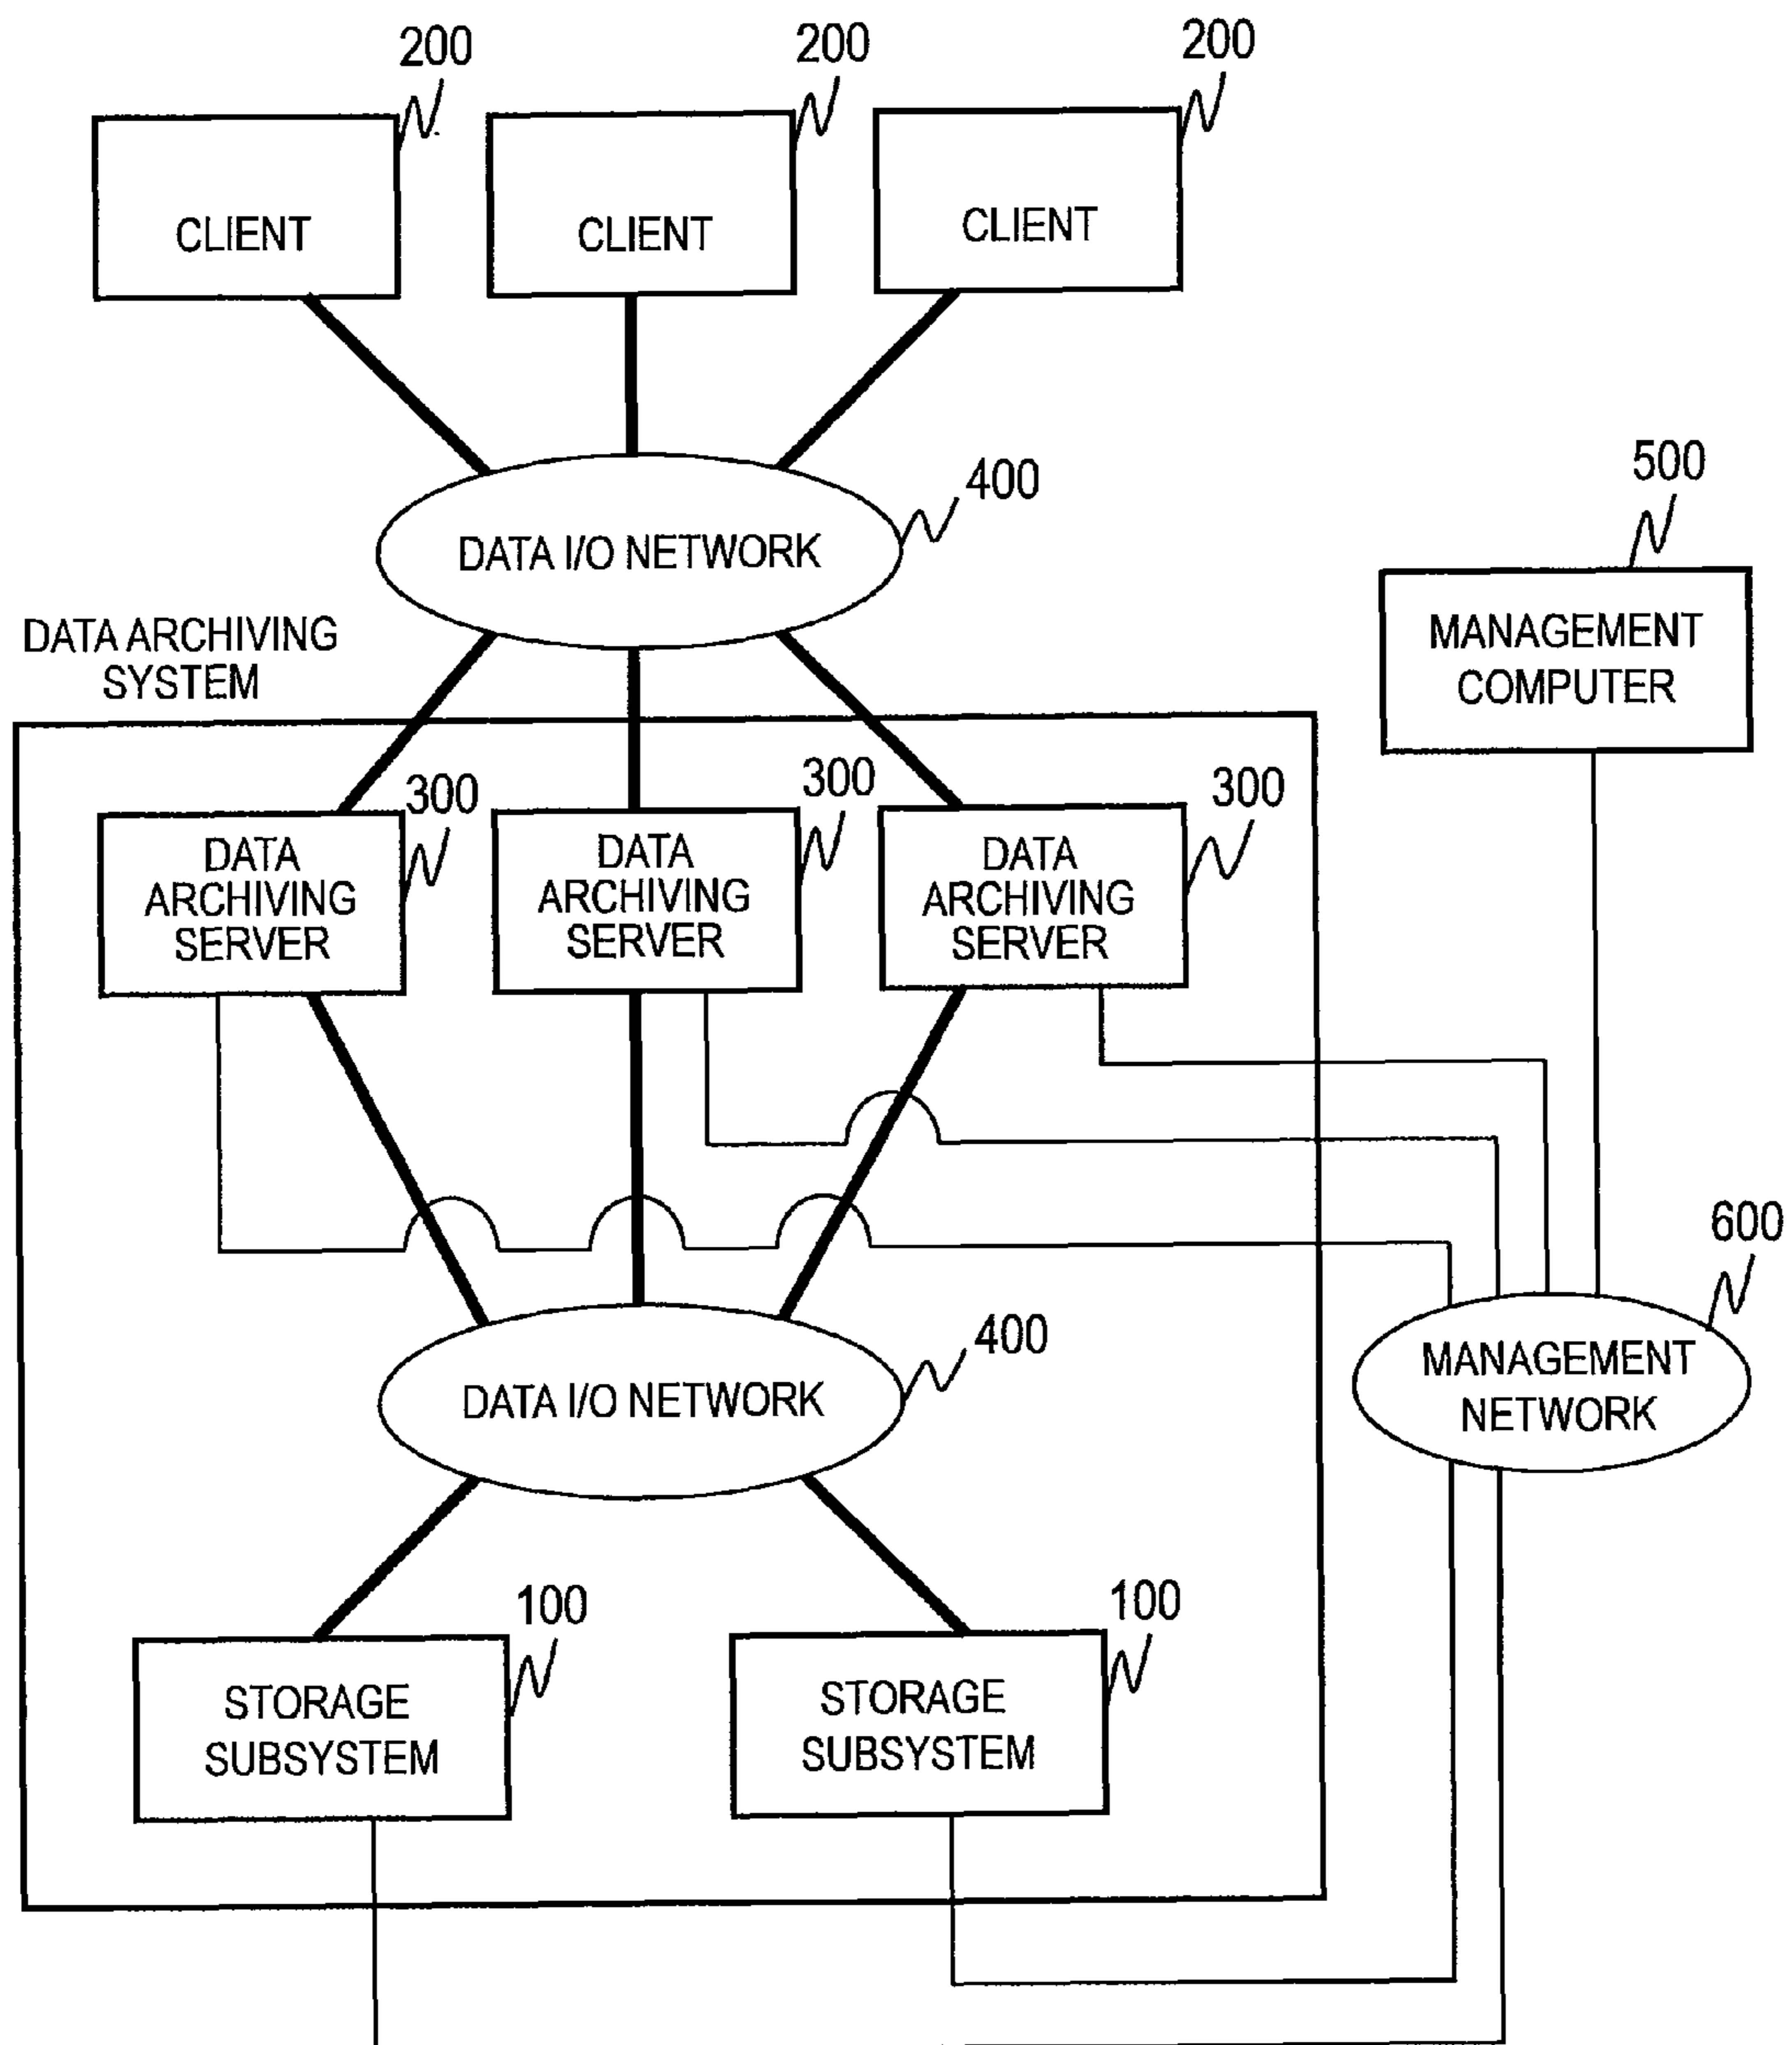 200
200
200
CLIENT
CLIENT
CLIENT
400
DATA I/O NETWORK
500
MANAGEMENT
COMPUTER
DATA ARCHIVING
SYSTEM
300
300
300
DATA
ARCHIVING
SERVER
DATA
ARCHIVING
SERVER
DATA
ARCHIVING
SERVER
600
MANAGEMENT
NETWORK
400
DATA I/O NETWORK
100
100
STORAGE
SUBSYSTEM
STORAGE
SUBSYSTEM